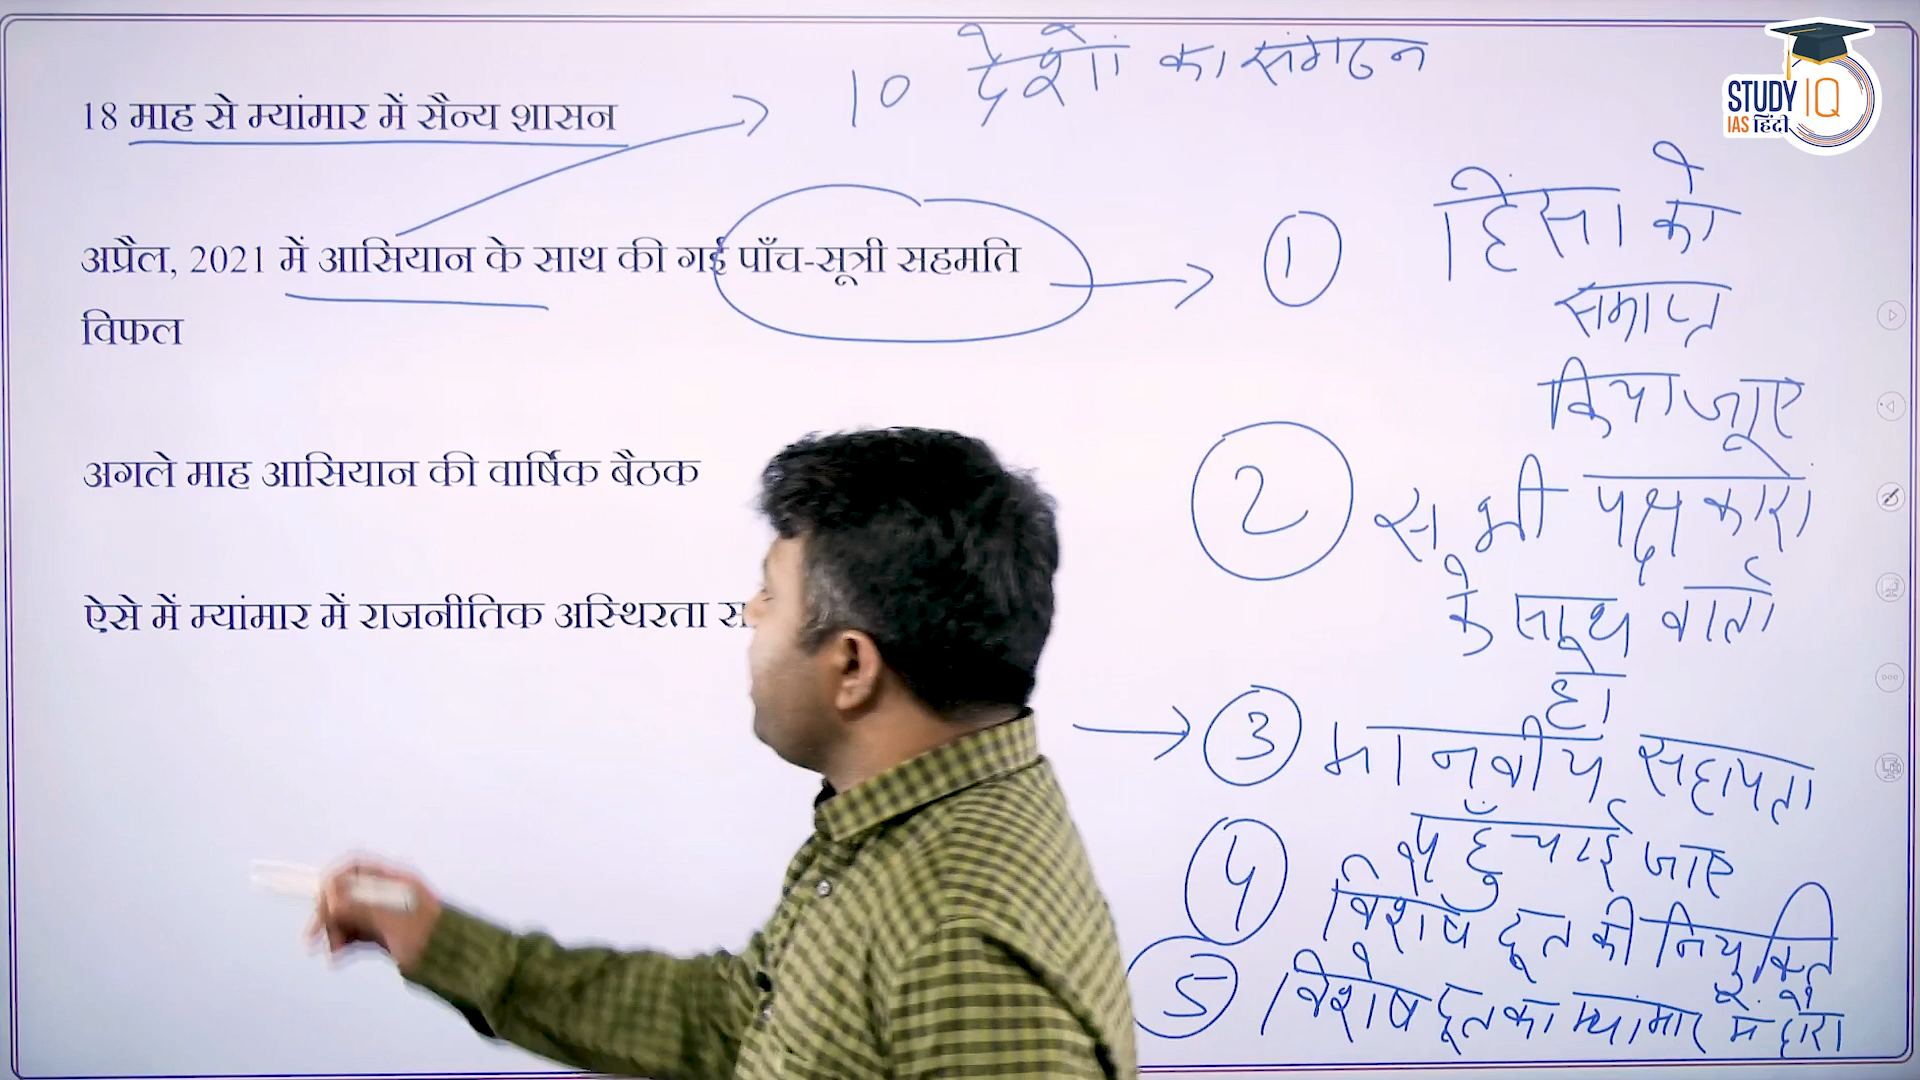 10 देशों का संगठन
18 माह से म्यांमार में सैन्य शासन
अप्रैल, 2021 में आसियान के साथ की गई पाँच-सूत्री सहमति
विफल
अगले माह आसियान की वार्षिक बैठक
ऐसे में म्यांमार में राजनीतिक अस्थिरता
STUDY IQ
IAS हिंदी
1 हिंसा को
समाप्त
किया जाए
2 सभी पक्षकारों
के साथ वार्ता
हो
3 मानवीय सहायता
पहुँचाई जाए
4 विशेष दूत की नियुक्ति
5 विशेष दूत का म्यांमार में दौरा